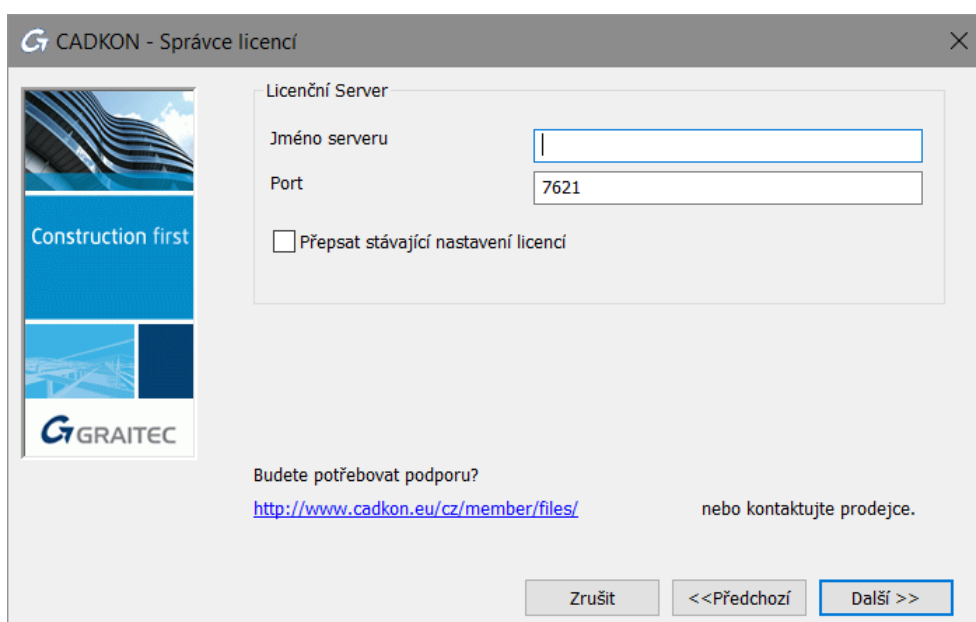 CADKON - Správce licencí
Construction first
GRAITEC
Licenční Server
Jméno serveru
Port 7621
Přepsat stávající nastavení licencí
Budete potřebovat podporu?
http://www.cadkon.eu/cz/member/files/ nebo kontaktujte prodejce.
Zrušit <<Předchozí Další >>